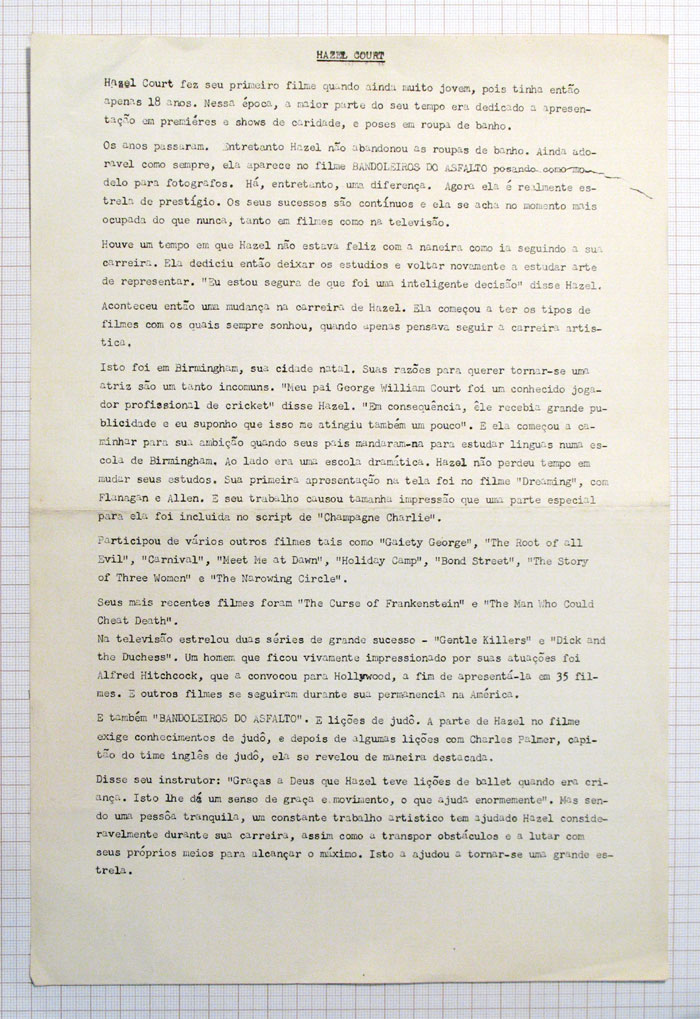 HAZEL COURT
Hazel Court fez seu primeiro filme quando ainda muito jovem, pois tinha então
apenas 18 anos. Nessa época, a maior parte do seu tempo era dedicado a apresen-
tação em premiéres e shows de caridade, e poses em roupa de banho.
Os anos passaram. Entretanto Hazel não abandonou as roupas de banho. Ainda ado-
ravel como sempre, ela aparece no filme BANDOLEIROS DO ASFALTO posando como mo-
delo para fotografos. Há, entretanto, uma diferença. Agora ela é realmente es-
trela de prestígio. Os seus sucessos são contínuos e ela se acha no momento mais
ocupada do que nunca, tanto em filmes como na televisão.
Houve um tempo em que Hazel não estava feliz com a naneira como ia seguindo a sua
carreira. Ela dediciu então deixar os estudios e voltar novamente a estudar arte
de representar. "Eu estou segura de que foi uma inteligente decisão" disse Hazel.
Aconteceu então uma mudança na carreira de Hazel. Ela começou a ter os tipos de
filmes com os quais sempre sonhou, quando apenas pensava seguir a carreira artís-
tica.
Isto foi em Birmingham, sua cidade natal. Suas razões para querer tornar-se uma
atriz são um tanto incomuns. "Meu pai George William Court foi um conhecido joga-
dor profissional de cricket" disse Hazel. "Em consequência, êle recebia grande pu-
blicidade e eu suponho que isso me atingiu também um pouco". E ela começou a ca-
minhar para sua ambição quando seus pais mandaram-na para estudar linguas numa es-
cola de Birmingham. Ao lado era uma escola dramática. Hazel não perdeu tempo em
mudar seus estudos. Sua primeira apresentação na tela foi no filme "Dreaming", com
Flanagan e Allen. E seu trabalho causou tamanha impressão que uma parte especial
para ela foi incluida no script de "Champagne Charlie".
Participou de vários outros filmes tais como "Gaiety George", "The Root of all
Evil", "Carnival", "Meet Me at Dawn", "Holiday Camp", "Bond Street", "The Story
of Three Women" e "The Narowing Circle".
Seus mais recentes filmes foram "The Curse of Frankenstein" e "The Man Who Could
Cheat Death".
Na televisão estrelou duas séries de grande sucesso - "Gentle Killers" e "Dick and
the Duchess". Um homem que ficou vivamente impressionado por suas atuações foi
Alfred Hitchcock, que a convocou para Hollywood, a fim de apresentá-la em 35 fil-
mes. E outros filmes se seguiram durante sua permanencia na América.
E também "BANDOLEIROS DO ASFALTO". E lições de judô. A parte de Hazel no filme
exige conhecimentos de judô, e depois de algumas lições com Charles Palmer, capi-
tão do time inglês de judô, ela se revelou de maneira destacada.
Disse seu instrutor: "Graças a Deus que Hazel teve lições de ballet quando era cri-
ança. Isto lhe dá um senso de graça e movimento, o que ajuda enormemente". Mas sen-
do uma pessôa tranquila, um constante trabalho artistico tem ajudado Hazel conside-
ravelmente durante sua carreira, assim como a transpor obstáculos e a lutar com
seus próprios meios para alcançar o máximo. Isto a ajudou a tornar-se uma grande es-
trela.